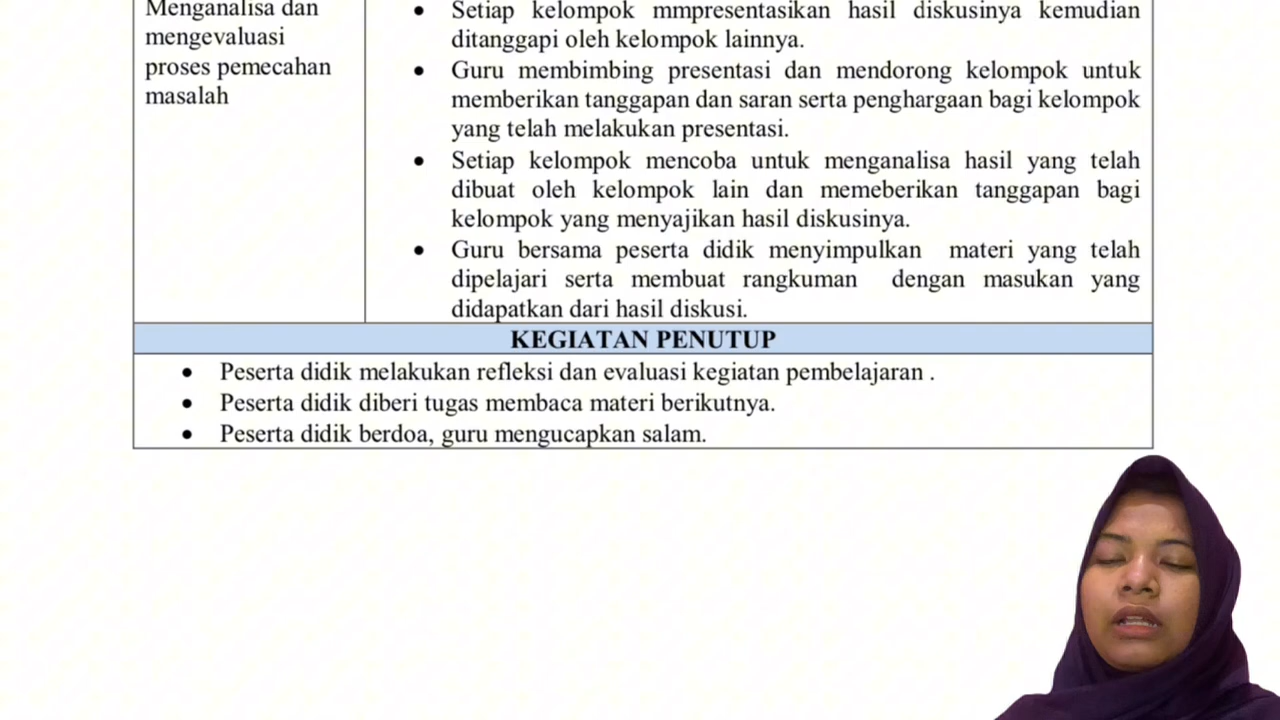 Menganalisa dan
mengevaluasi
proses pemecahan
masalah
Setiap kelompok mmpresentasikan hasil diskusinya kemudian
ditanggapi oleh kelompok lainnya.
Guru membimbing presentasi dan mendorong kelompok untuk
memberikan tanggapan dan saran serta penghargaan bagi kelompok
yang telah melakukan presentasi.
Setiap kelompok mencoba untuk menganalisa hasil yang telah
dibuat oleh kelompok lain dan memeberikan tanggapan bagi
kelompok yang menyajikan hasil diskusinya.
Guru bersama peserta didik menyimpulkan materi yang telah
dipelajari serta membuat rangkuman dengan masukan yang
didapatkan dari hasil diskusi.
KEGIATAN PENUTUP
Peserta didik melakukan refleksi dan evaluasi kegiatan pembelajaran .
Peserta didik diberi tugas membaca materi berikutnya.
Peserta didik berdoa, guru mengucapkan salam.